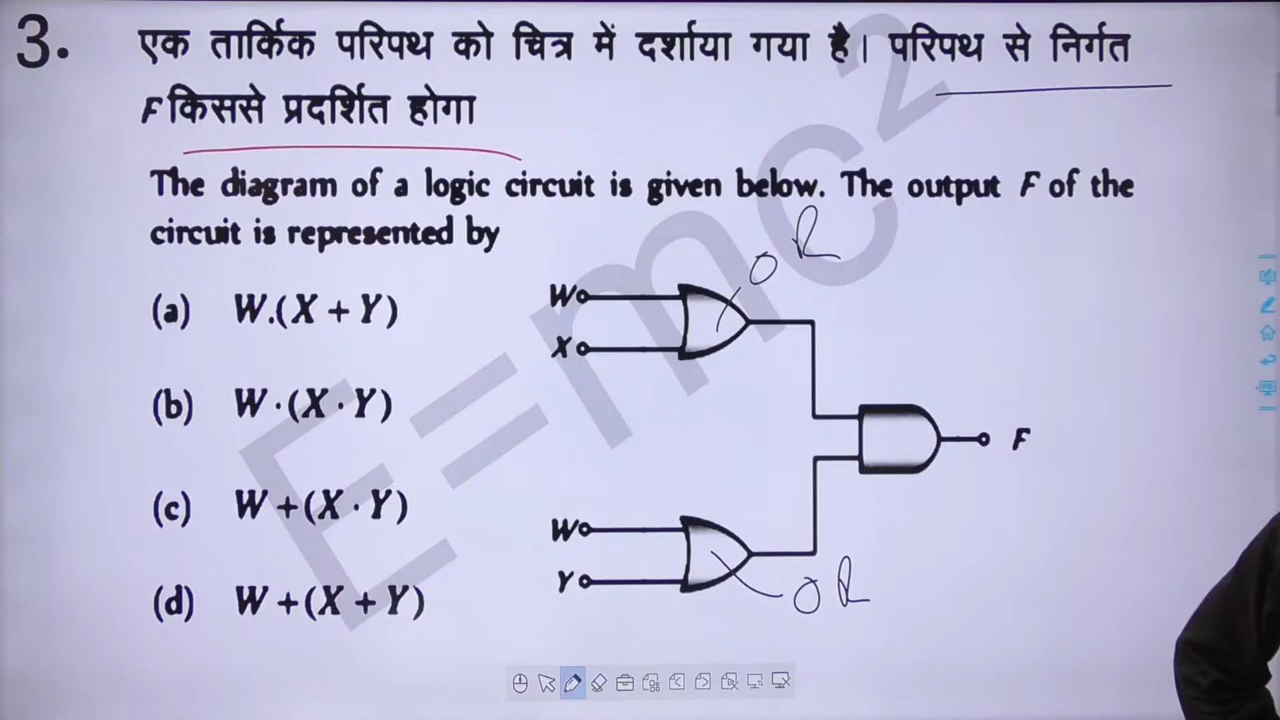 3. एक तार्किक परिपथ को चित्र में दर्शाया गया है। परिपथ से निर्गत
F किससे प्रदर्शित होगा
The diagram of a logic circuit is given below. The output F of the
circuit is represented by
(a) W.(X + Y)
(b) W·(X·Y)
(c) W+(X·Y)
(d) W+(X+Y)
W
X
OR
F
W
Y
OR
E=mc²